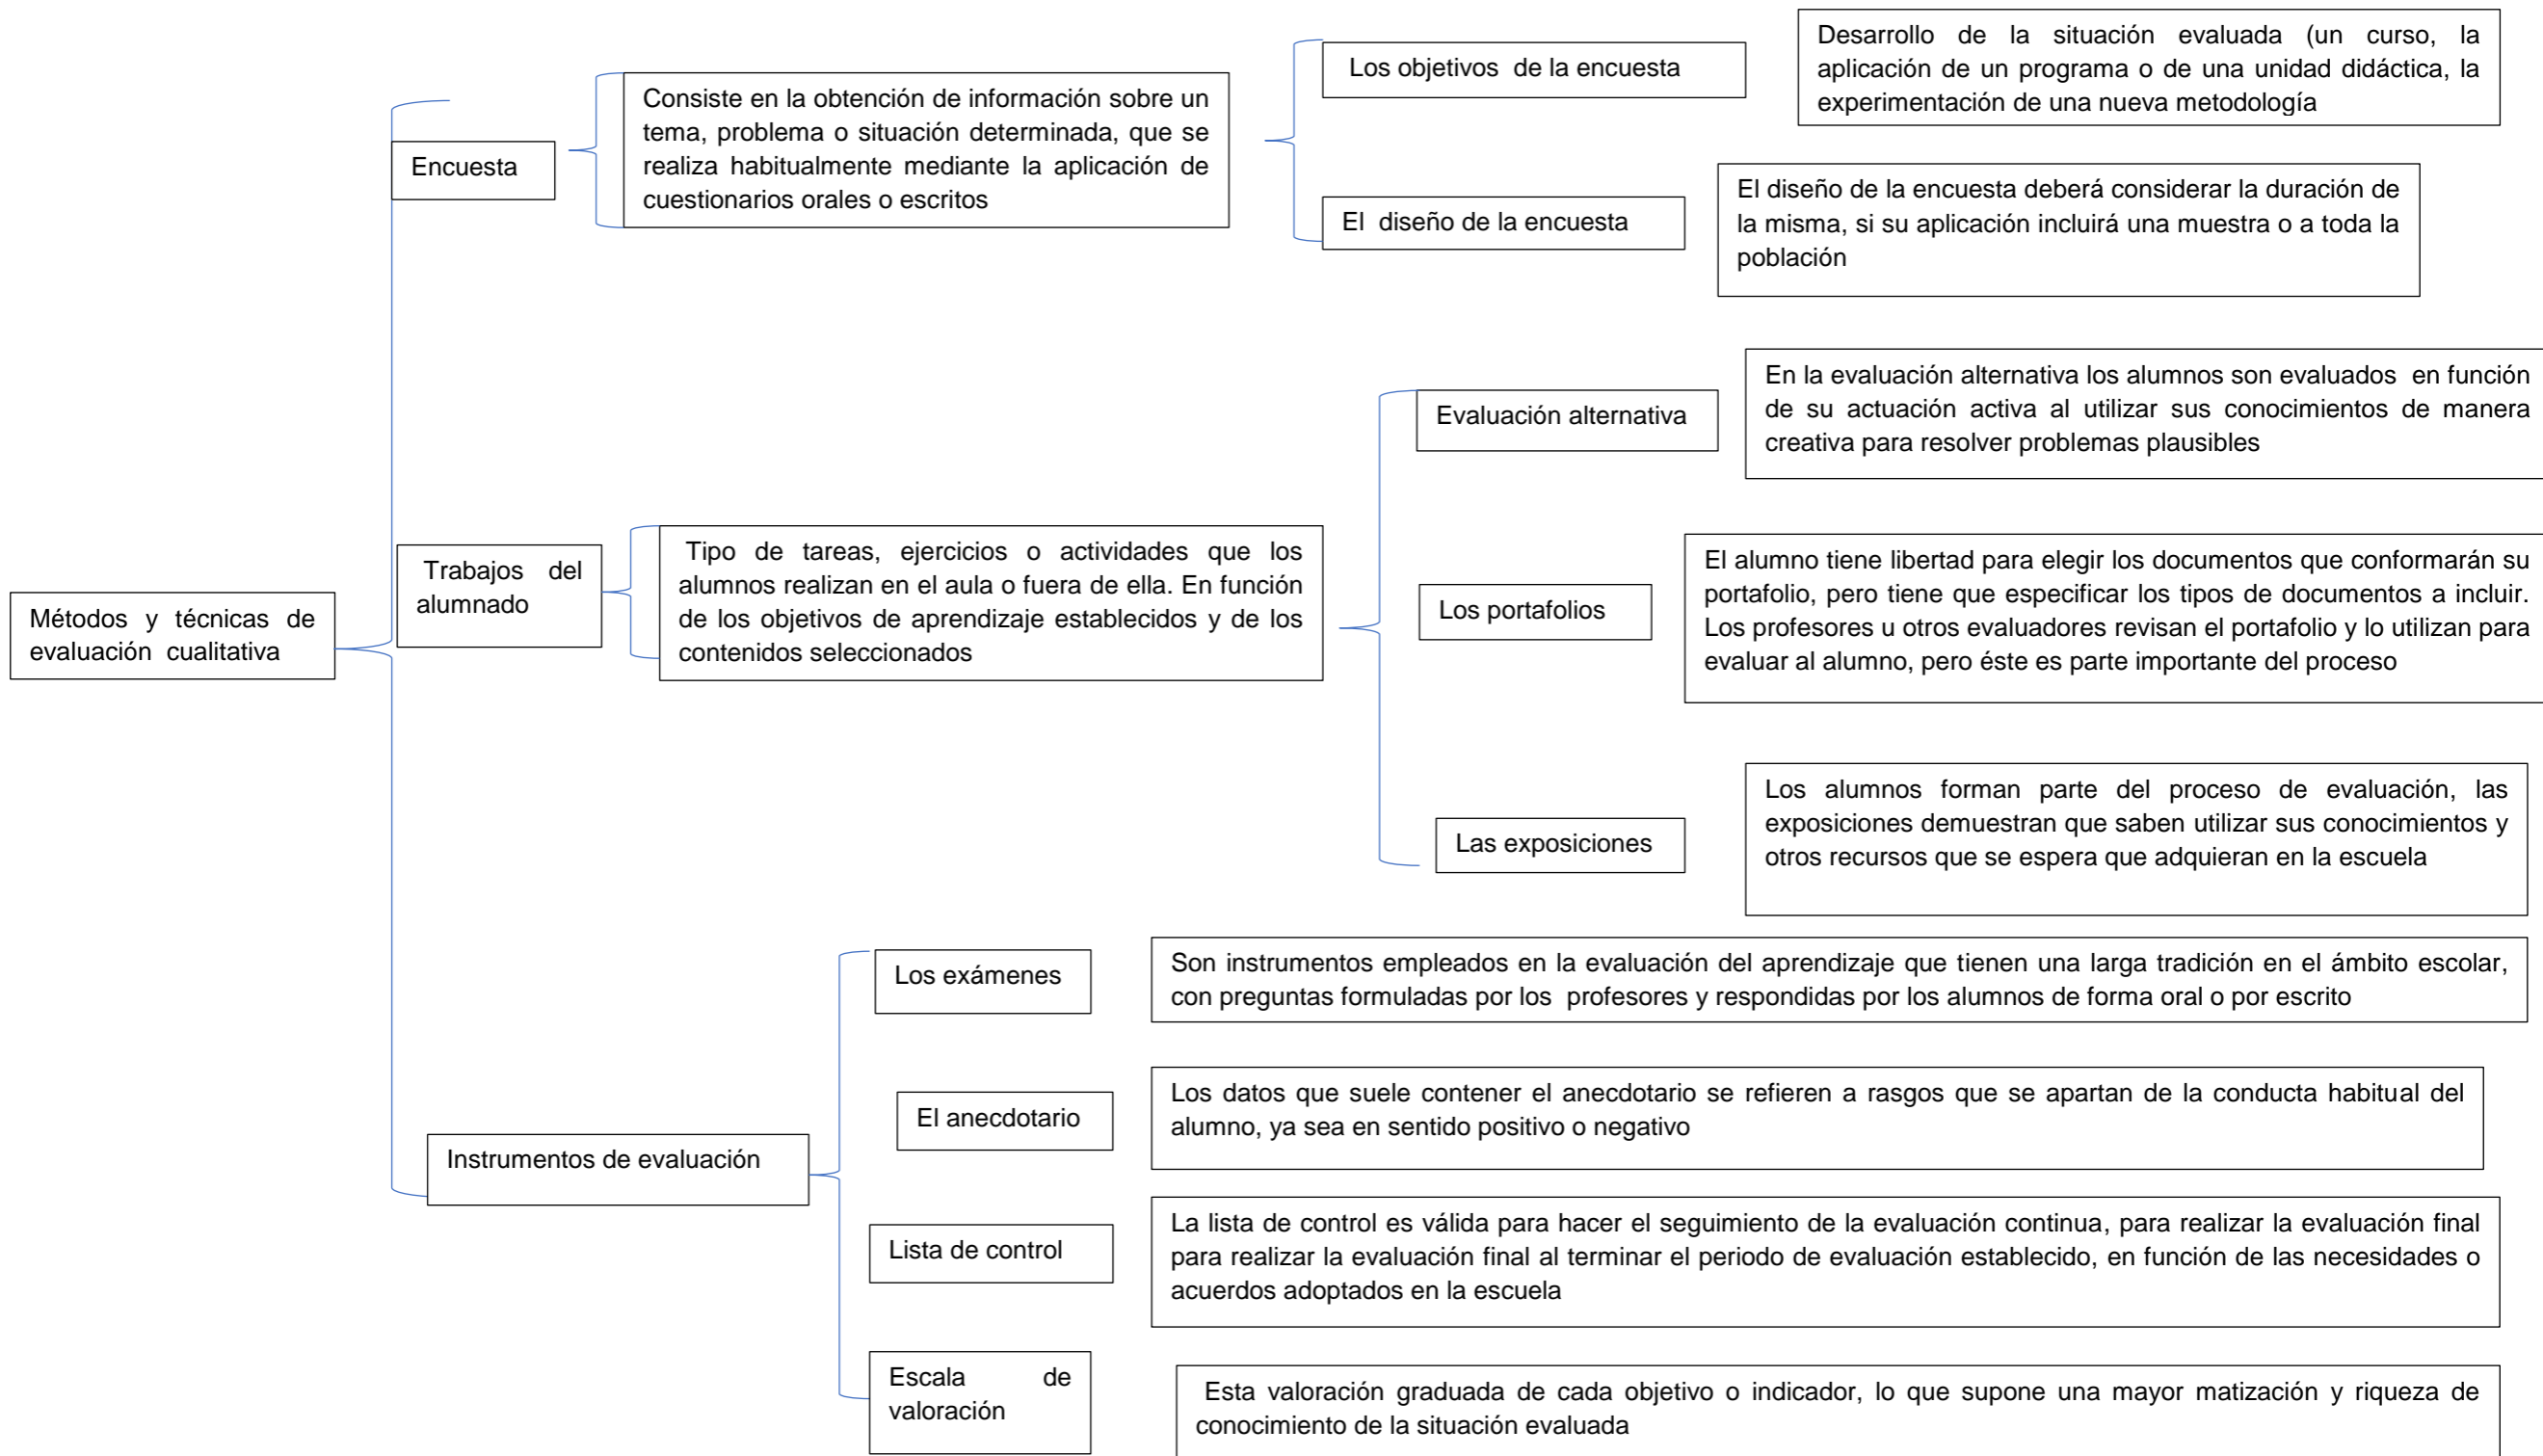 Métodos y técnicas de
evaluación cualitativa
Encuesta
Consiste en la obtención de información sobre un
tema, problema o situación determinada, que se
realiza habitualmente mediante la aplicación de
cuestionarios orales o escritos
Los objetivos de la encuesta
Desarrollo de la situación evaluada (un curso, la
aplicación de un programa o de una unidad didáctica, la
experimentación de una nueva metodología
El diseño de la encuesta
El diseño de la encuesta deberá considerar la duración de
la misma, si su aplicación incluirá una muestra o a toda la
población
Trabajos del
alumnado
Tipo de tareas, ejercicios o actividades que los
alumnos realizan en el aula o fuera de ella. En función
de los objetivos de aprendizaje establecidos y de los
contenidos seleccionados
Evaluación alternativa
En la evaluación alternativa los alumnos son evaluados en función
de su actuación activa al utilizar sus conocimientos de manera
creativa para resolver problemas plausibles
Los portafolios
El alumno tiene libertad para elegir los documentos que conformarán su
portafolio, pero tiene que especificar los tipos de documentos a incluir.
Los profesores u otros evaluadores revisan el portafolio y lo utilizan para
evaluar al alumno, pero éste es parte importante del proceso
Las exposiciones
Los alumnos forman parte del proceso de evaluación, las
exposiciones demuestran que saben utilizar sus conocimientos y
otros recursos que se espera que adquieran en la escuela
Instrumentos de evaluación
Los exámenes
Son instrumentos empleados en la evaluación del aprendizaje que tienen una larga tradición en el ámbito escolar,
con preguntas formuladas por los profesores y respondidas por los alumnos de forma oral o por escrito
El anecdotario
Los datos que suele contener el anecdotario se refieren a rasgos que se apartan de la conducta habitual del
alumno, ya sea en sentido positivo o negativo
Lista de control
La lista de control es válida para hacer el seguimiento de la evaluación continua, para realizar la evaluación final
para realizar la evaluación final al terminar el periodo de evaluación establecido, en función de las necesidades o
acuerdos adoptados en la escuela
Escala de
valoración
Esta valoración graduada de cada objetivo o indicador, lo que supone una mayor matización y riqueza de
conocimiento de la situación evaluada